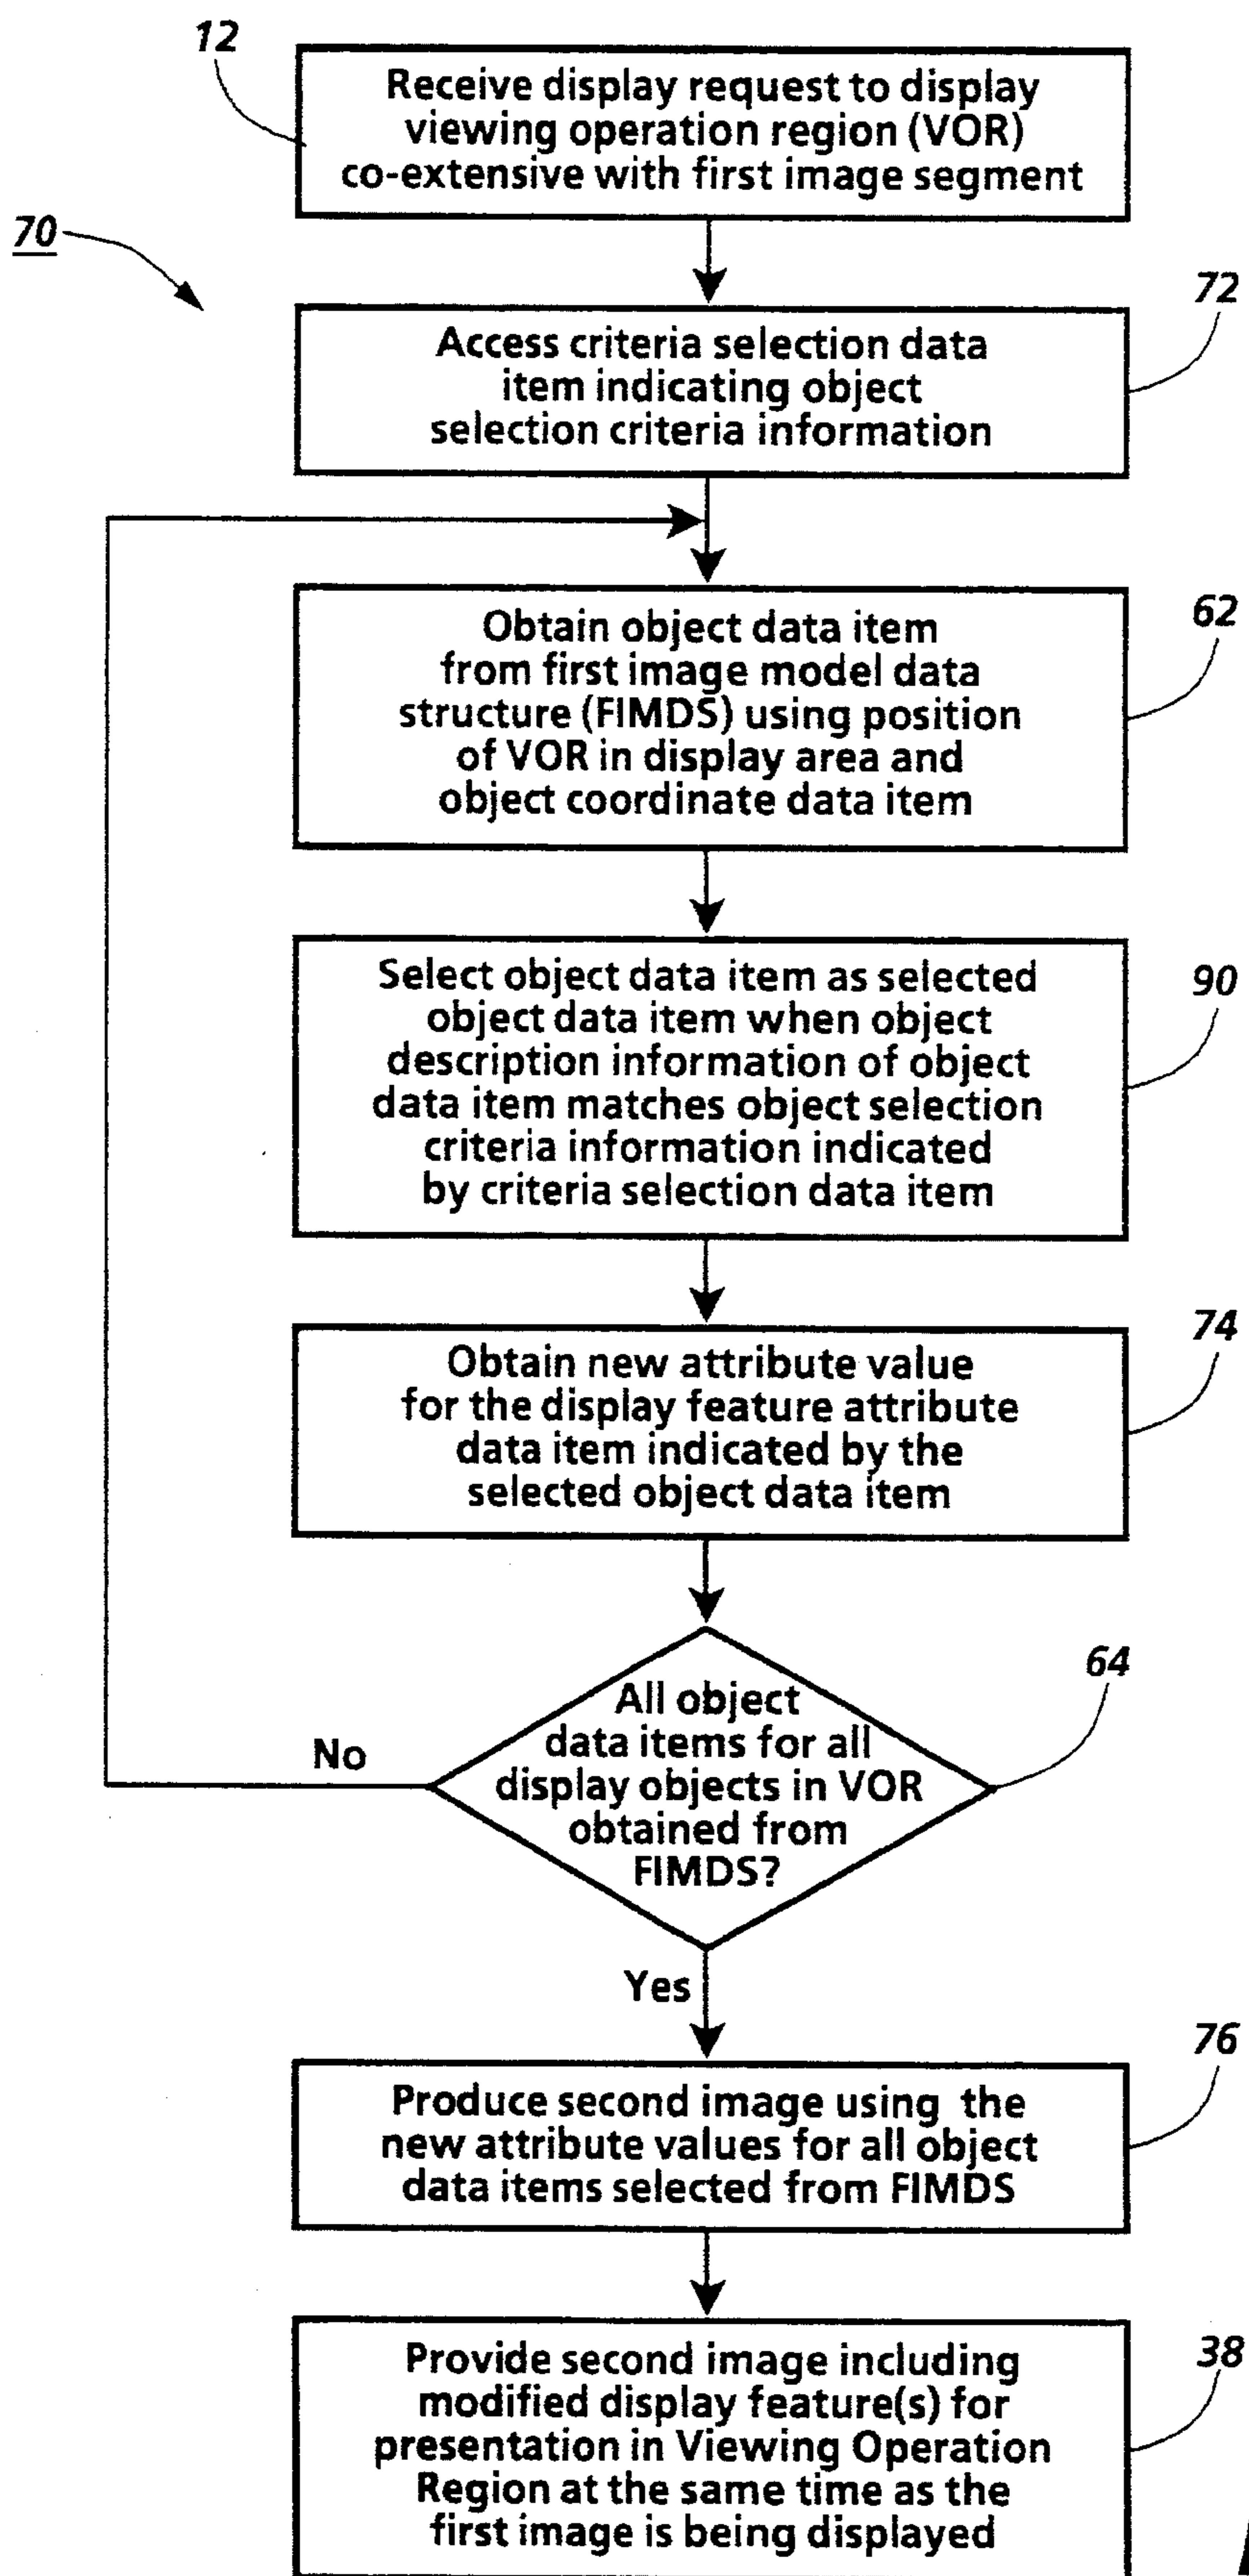 12
Receive display request to display
viewing operation region (VOR)
co-extensive with first image segment
70
72
Access criteria selection data
item indicating object
selection criteria information
62
Obtain object data item
from first image model data
structure (FIMDS) using position
of VOR in display area and
object coordinate data item
90
Select object data item as selected
object data item when object
description information of object
data item matches object selection
criteria information indicated
by criteria selection data item
74
Obtain new attribute value
for the display feature attribute
data item indicated by the
selected object data item
64
All object
data items for all
display objects in VOR
obtained from
FIMDS?
No
Yes
76
Produce second image using the
new attribute values for all object
data items selected from FIMDS
38
Provide second image including
modified display feature(s) for
presentation in Viewing Operation
Region at the same time as the
first image is being displayed